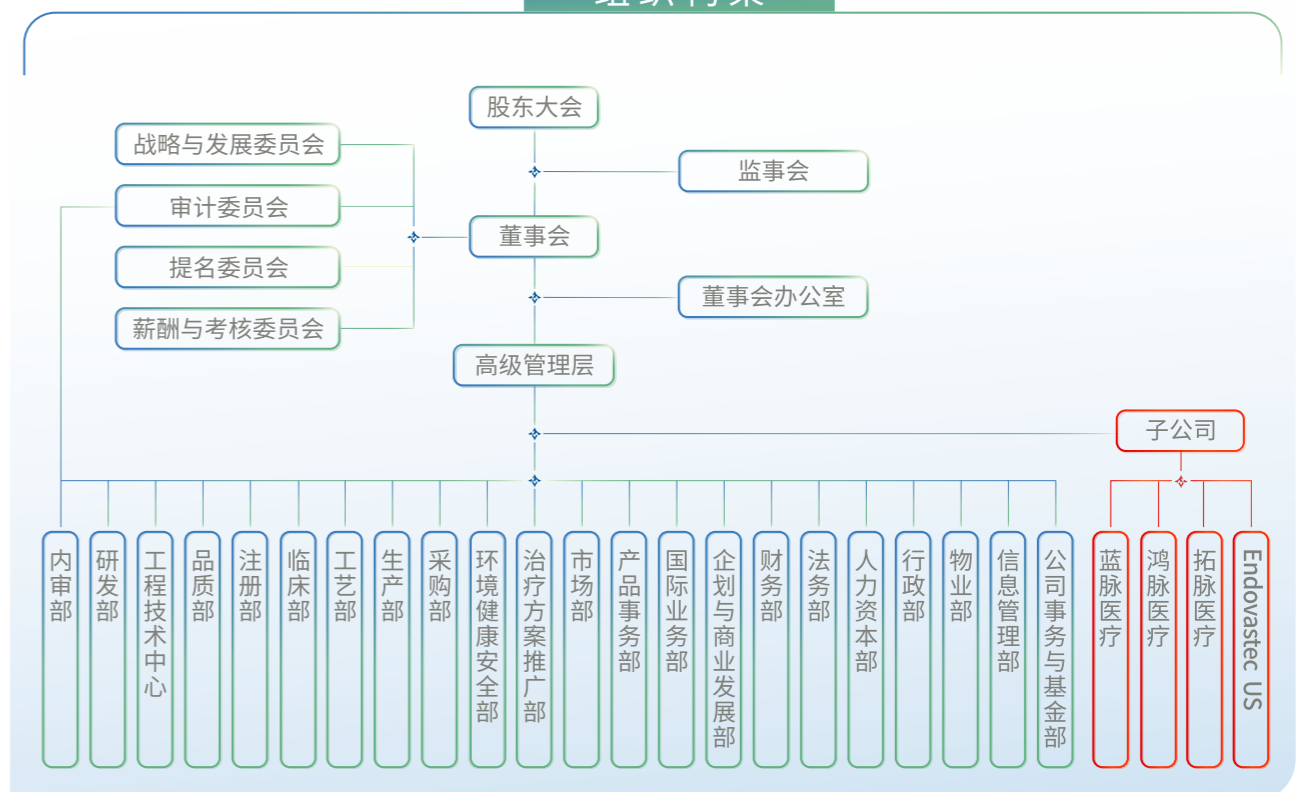 组织构架
股东大会
战略与发展委员会
监事会
审计委员会
董事会
提名委员会
董事会办公室
薪酬与考核委员会
高级管理层
子公司
内审部
研发部
工程技术中心
品质部
注册部
临床部
工艺部
生产部
采购部
环境健康安全部
治疗方案推广部
市场部
产品事务部
国际业务部
企划与商业发展部
财务部
法务部
人力资本部
行政部
物业部
信息管理部
公司事务与基金部
蓝脉医疗
鸿脉医疗
拓脉医疗
Endovastec US